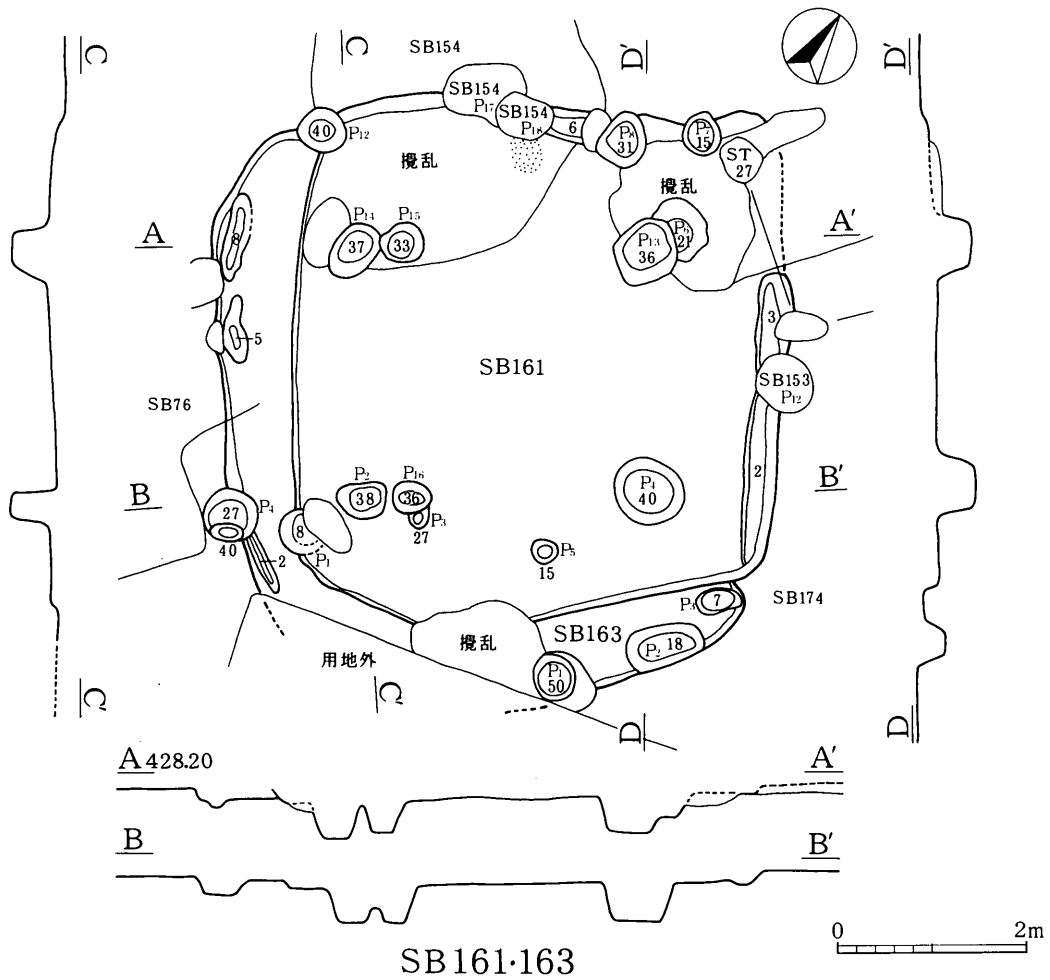 C
C
SB154
D′
D′
SB154
P17
SB154
P18
6
P8
31
P7
15
ST
27
40
P12
攪乱
攪乱
A
8
P14
37
P15
33
P13
36
P6
21
A′
5
3
SB161
SB153
P12
SB76
B
P2
38
P16
36
P3
27
P4
40
2
B′
27
P4
40
2
8
P1
P5
15
SB174
P3
7
攪乱
SB163
用地外
P2 18
P1
50
C′
C′
D
D
A 428.20
A′
B
B′
0
2m
SB161·163